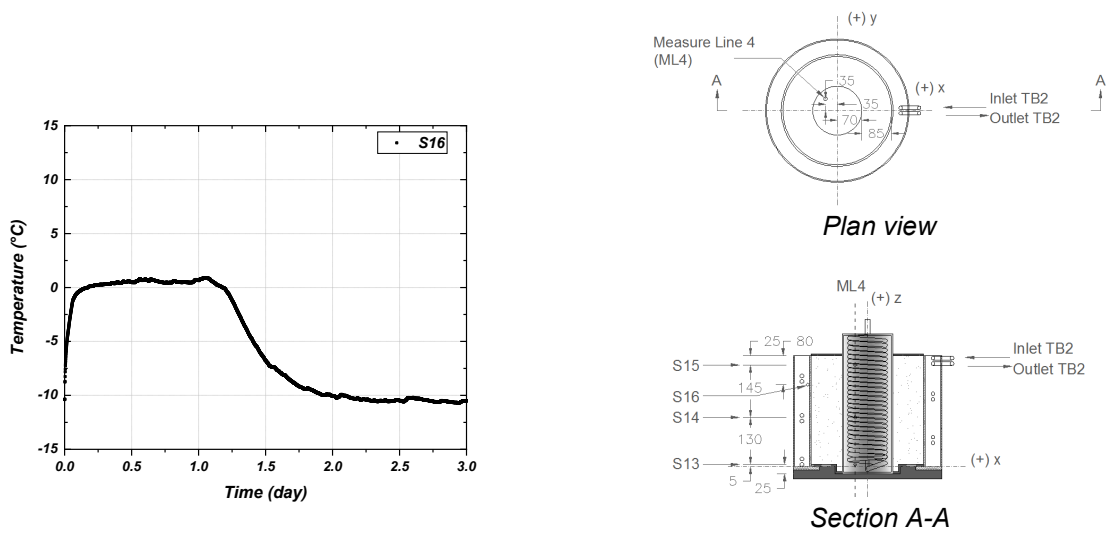 15
10
5
0
-5
-10
-15
0.0 0.5 1.0 1.5 2.0 2.5 3.0
Temperature (°C)
Time (day)
S16
(+) y
Measure Line 4
(ML4)
A
A
35
(+) x
35
70
85
Inlet TB2
Outlet TB2
Plan view
ML4
(+) z
25 80
Inlet TB2
Outlet TB2
S15
145
S16
S14
130
S13
(+) x
5
25
Section A-A